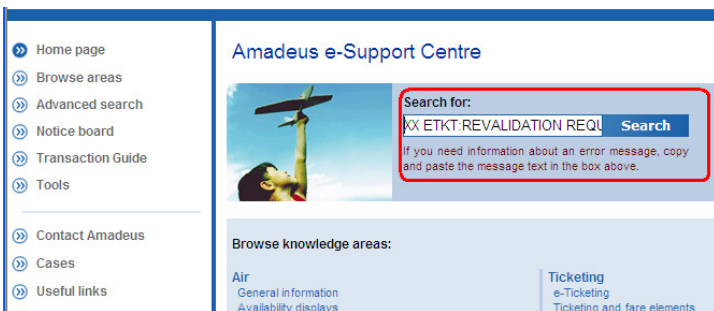 Home page
Browse areas
Advanced search
Notice board
Transaction Guide
Tools
Contact Amadeus
Cases
Useful links
Amadeus e-Support Centre
Search for:
XX ETKT:REVALIDATION REQU Search
If you need information about an error message, copy
and paste the message text in the box above.
Browse knowledge areas:
Air
General information
Availability displays
Ticketing
e-Ticketing
Ticketing and fare elements